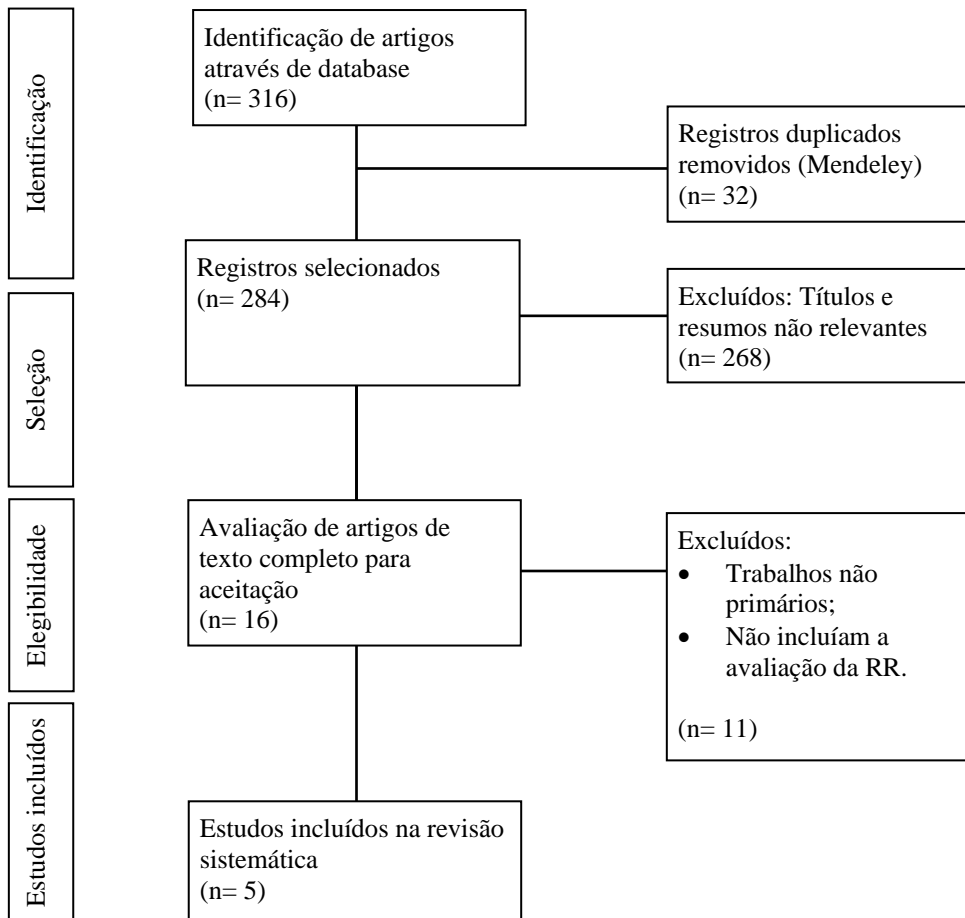 Identificação
Identificação de artigos
através de database
(n= 316)
Registros duplicados
removidos (Mendeley)
(n= 32)
Seleção
Registros selecionados
(n= 284)
Excluídos: Títulos e
resumos não relevantes
(n= 268)
Elegibilidade
Avaliação de artigos de
texto completo para
aceitação
(n= 16)
Excluídos:
• Trabalhos não
primários;
• Não incluíam a
avaliação da RR.
(n= 11)
Estudos incluídos
Estudos incluídos na revisão
sistemática
(n= 5)